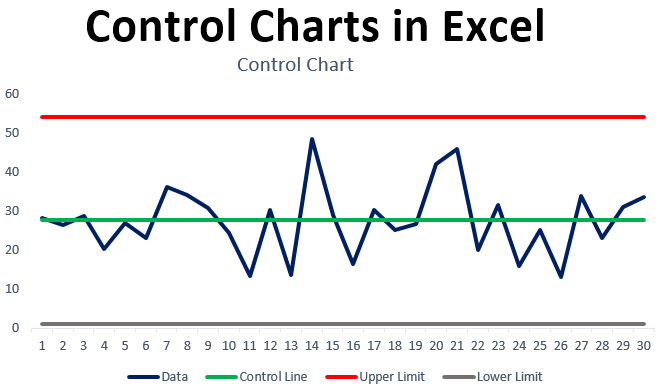 Control Charts in Excel
Control Chart
60
50
40
30
20
10
0
1 2 3 4 5 6 7 8 9 10 11 12 13 14 15 16 17 18 19 20 21 22 23 24 25 26 27 28 29 30
Data Control Line Upper Limit Lower Limit